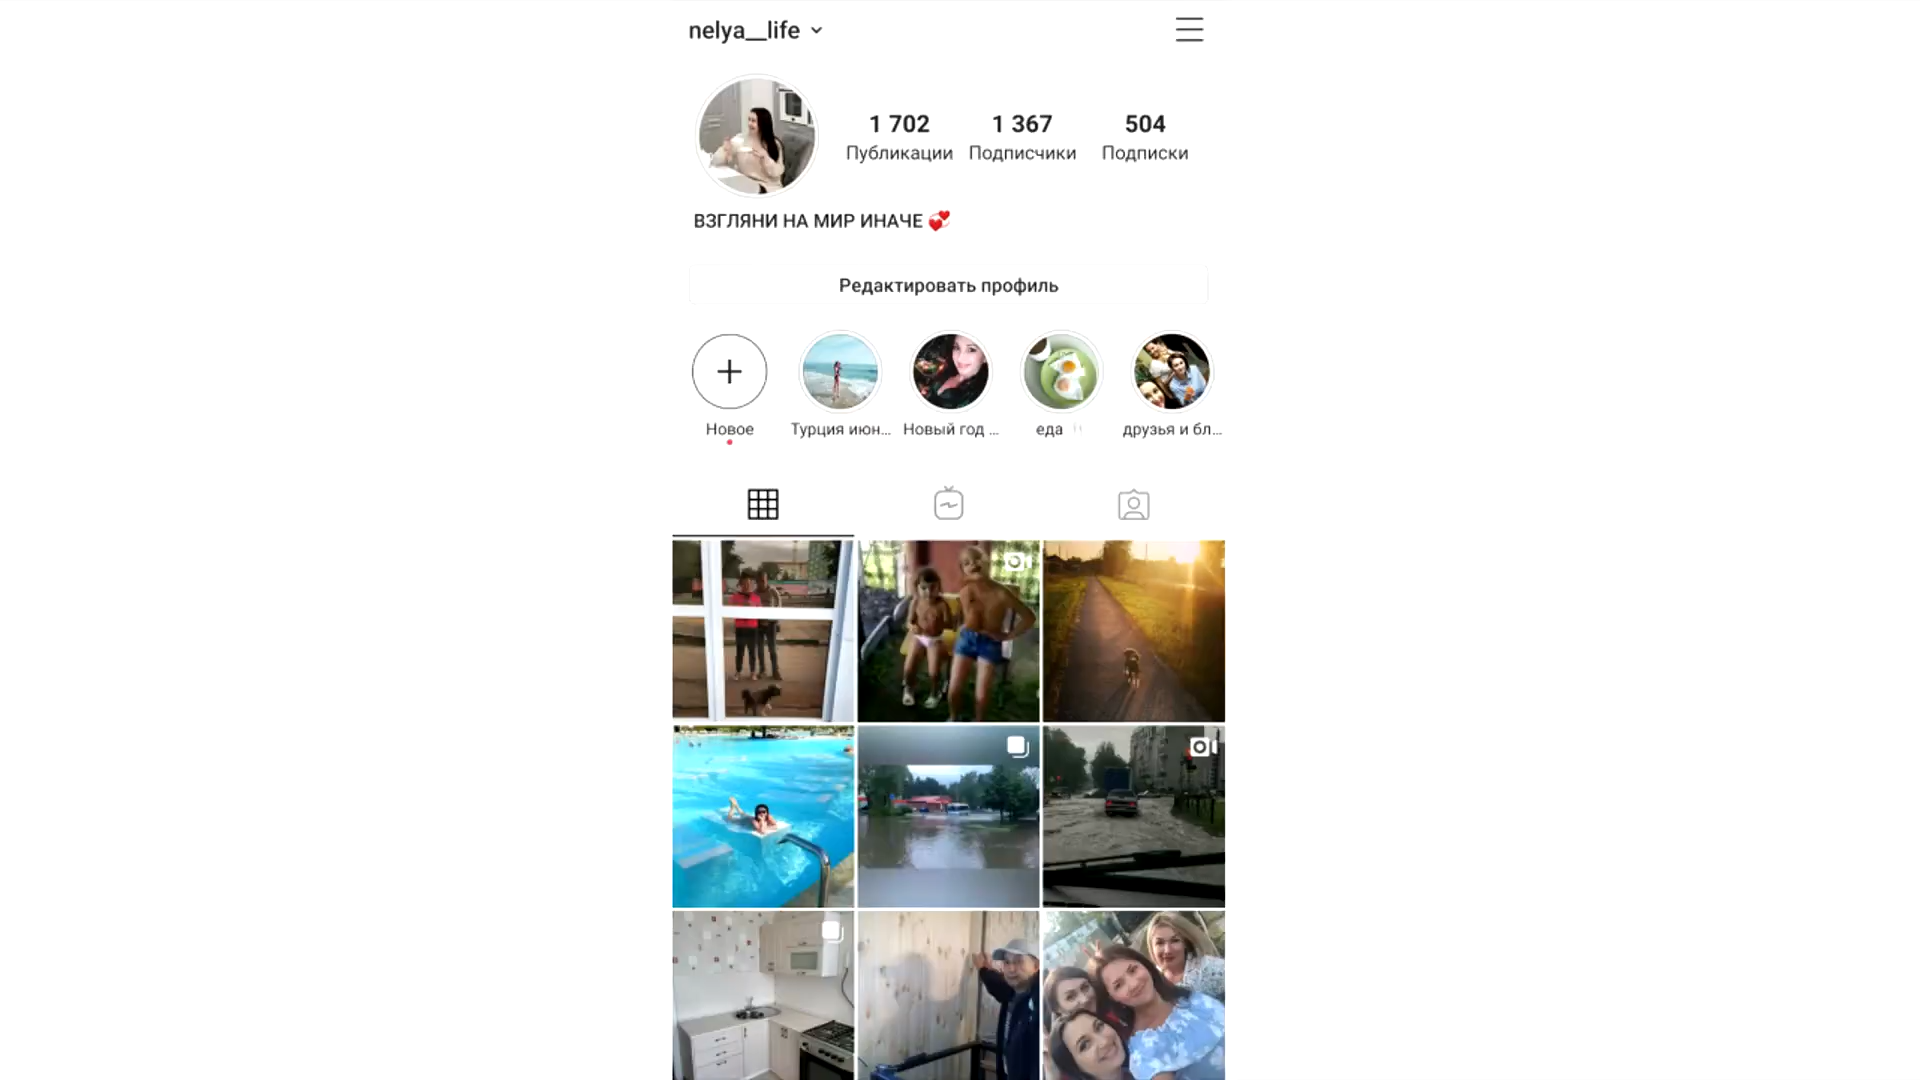 nelya__life
1 702 1 367 504
Публикации Подписчики Подписки
ВЗГЛЯНИ НА МИР ИНАЧЕ 💞
Редактировать профиль
Новое Турция июн... Новый год ... еда 🍴 друзья и бл...